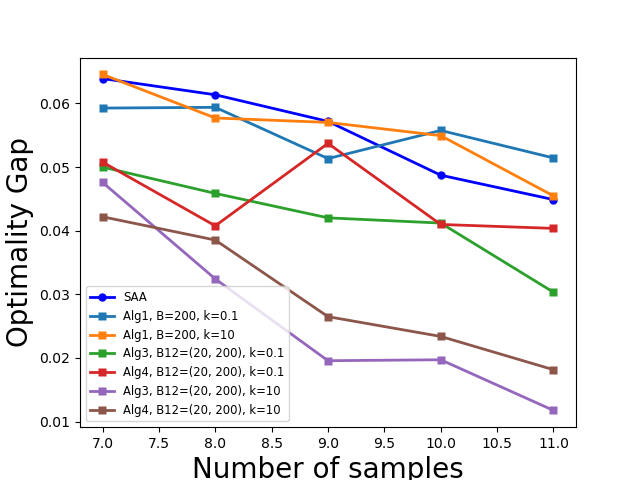 Optimality Gap
0.06
0.05
0.04
0.03
0.02
0.01
SAA
Alg1, B=200, k=0.1
Alg1, B=200, k=10
Alg3, B12=(20, 200), k=0.1
Alg4, B12=(20, 200), k=0.1
Alg3, B12=(20, 200), k=10
Alg4, B12=(20, 200), k=10
7.0 7.5 8.0 8.5 9.0 9.5 10.0 10.5 11.0
Number of samples